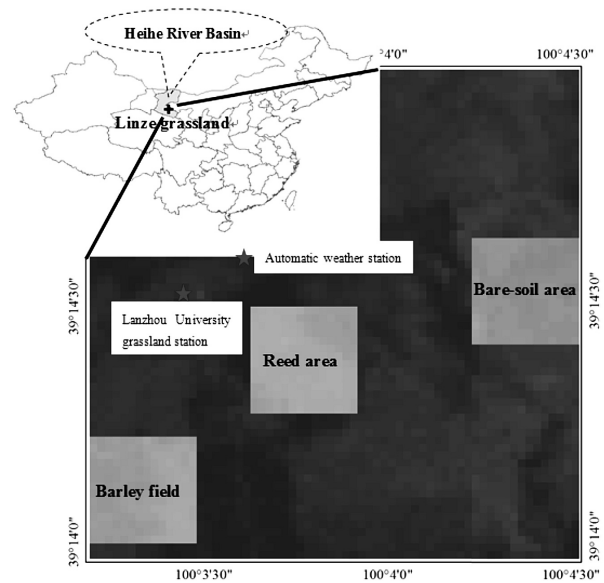 Heihe River Basin
Linze grassland
°4'0"
100°4'30"
Automatic weather station
39°14'30"
39°14'30"
Bare-soil area
Lanzhou University
grassland station
Reed area
Barley field
39°14'0"
39°14'0"
100°3'30"
100°4'0"
100°4'30"